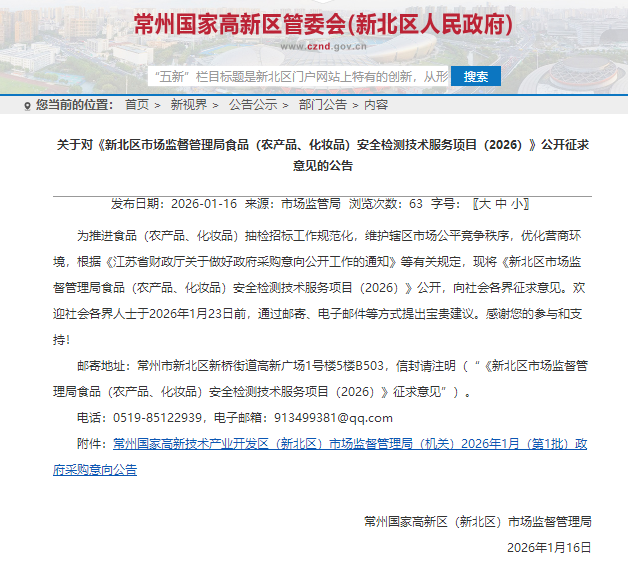 常州国家高新区管委会(新北区人民政府)
www.cznd.gov.cn
“五新”栏目标题是新北区门户网站上特有的创新，从形 搜索
您当前的位置： 首页 > 新视界 > 公告公示 > 部门公告 > 内容
关于对《新北区市场监督管理局食品（农产品、化妆品）安全检测技术服务项目（2026）》公开征求
意见的公告
发布日期：2026-01-16 来源：市场监管局 浏览次数：63 字号：〖大 中 小〗
为推进食品（农产品、化妆品）抽检招标工作规范化，维护辖区市场公平竞争秩序，优化营商环
境，根据《江苏省财政厅关于做好政府采购意向公开工作的通知》等有关规定，现将《新北区市场监
督管理局食品（农产品、化妆品）安全检测技术服务项目（2026）》公开，向社会各界征求意见。欢
迎社会各界人士于2026年1月23日前，通过邮寄、电子邮件等方式提出宝贵建议。感谢您的参与和支
持！
邮寄地址：常州市新北区新桥街道高新广场1号楼5楼B503，信封请注明（“《新北区市场监督管
理局食品（农产品、化妆品）安全检测技术服务项目（2026）》征求意见”）。
电话：0519-85122939，电子邮箱：913499381@qq.com
附件：常州国家高新技术产业开发区（新北区）市场监督管理局（机关）2026年1月（第1批）政
府采购意向公告
常州国家高新区（新北区）市场监督管理局
2026年1月16日